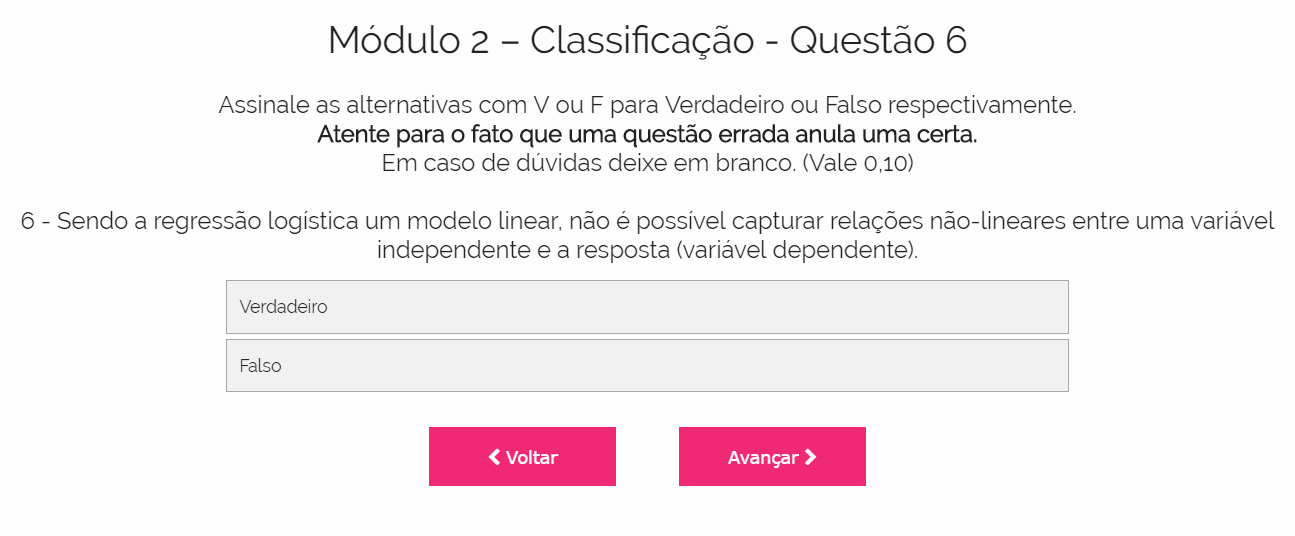 Módulo 2 – Classificação - Questão 6
Assinale as alternativas com V ou F para Verdadeiro ou Falso respectivamente.
Atente para o fato que uma questão errada anula uma certa.
Em caso de dúvidas deixe em branco. (Vale 0,10)
6 - Sendo a regressão logística um modelo linear, não é possível capturar relações não-lineares entre uma variável
independente e a resposta (variável dependente).
Verdadeiro
Falso
Voltar
Avançar